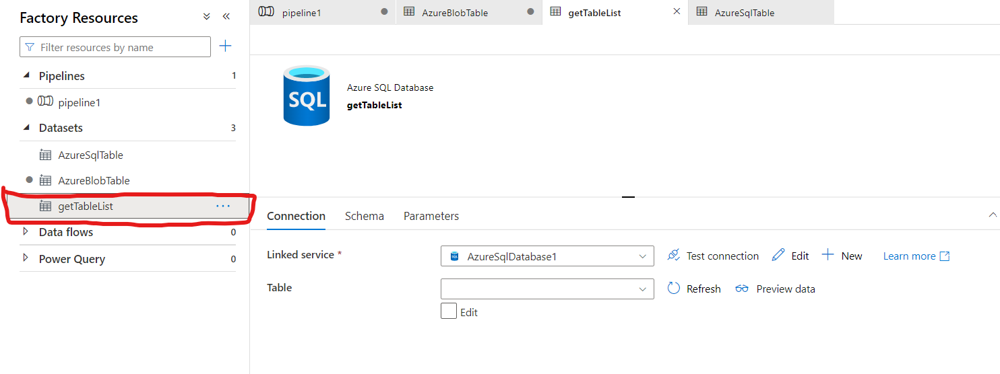 Factory Resources
Filter resources by name
Pipelines 1
pipeline1
Datasets 3
AzureSqlTable
AzureBlobTable
getTableList ...
Data flows 0
Power Query 0
pipeline1 AzureBlobTable getTableList AzureSqlTable
SQL
Azure SQL Database
getTableList
Connection Schema Parameters
Linked service * SQL AzureSqlDatabase1 Test connection Edit New Learn more
Table Refresh Preview data
Edit